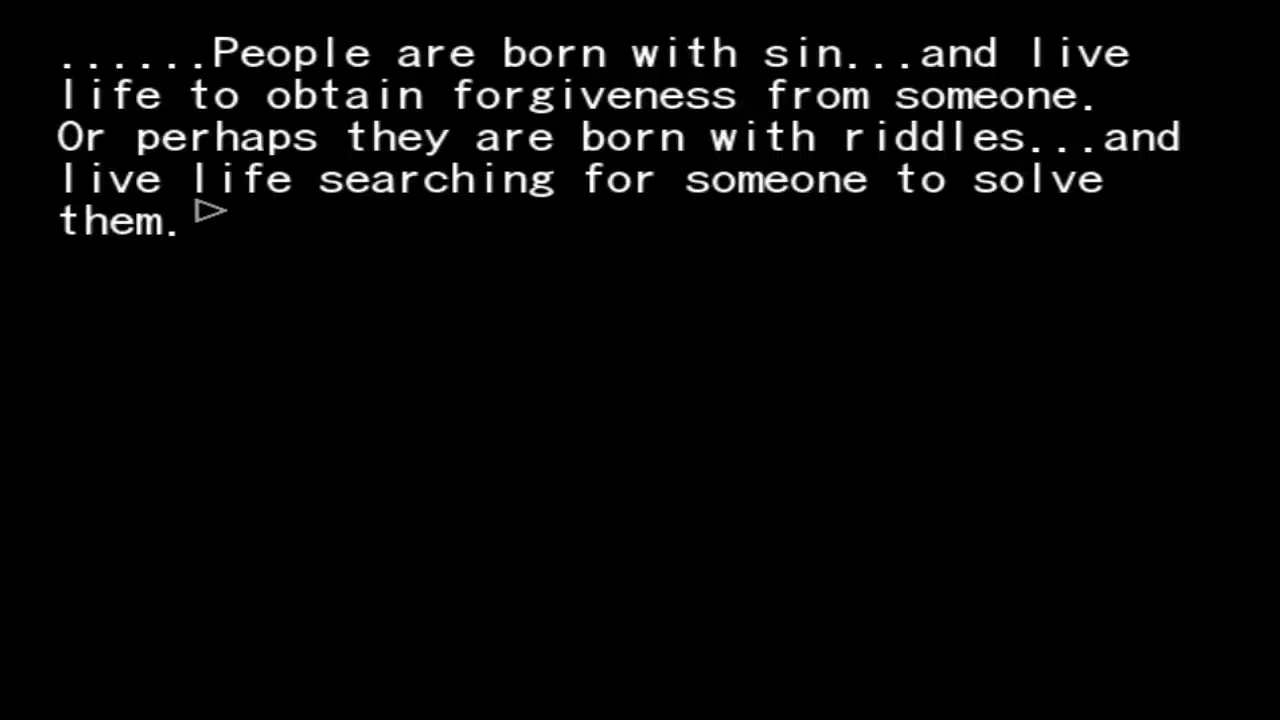 ......People are born with sin...and live
life to obtain forgiveness from someone.
Or perhaps they are born with riddles...and
live life searching for someone to solve
them.